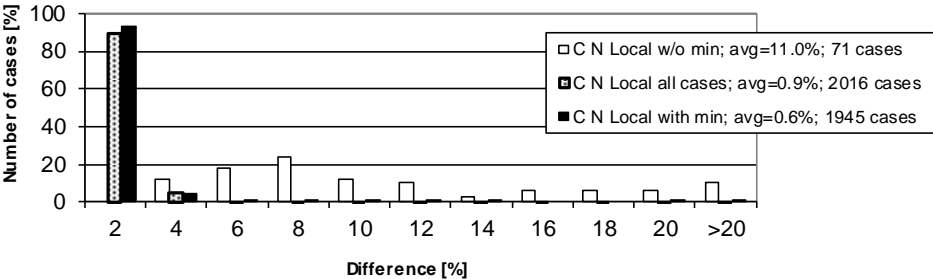 Number of cases [%]
100
80
60
40
20
0
C N Local w/o min; avg=11.0%; 71 cases
C N Local all cases; avg=0.9%; 2016 cases
C N Local with min; avg=0.6%; 1945 cases
2 4 6 8 10 12 14 16 18 20 >20
Difference [%]